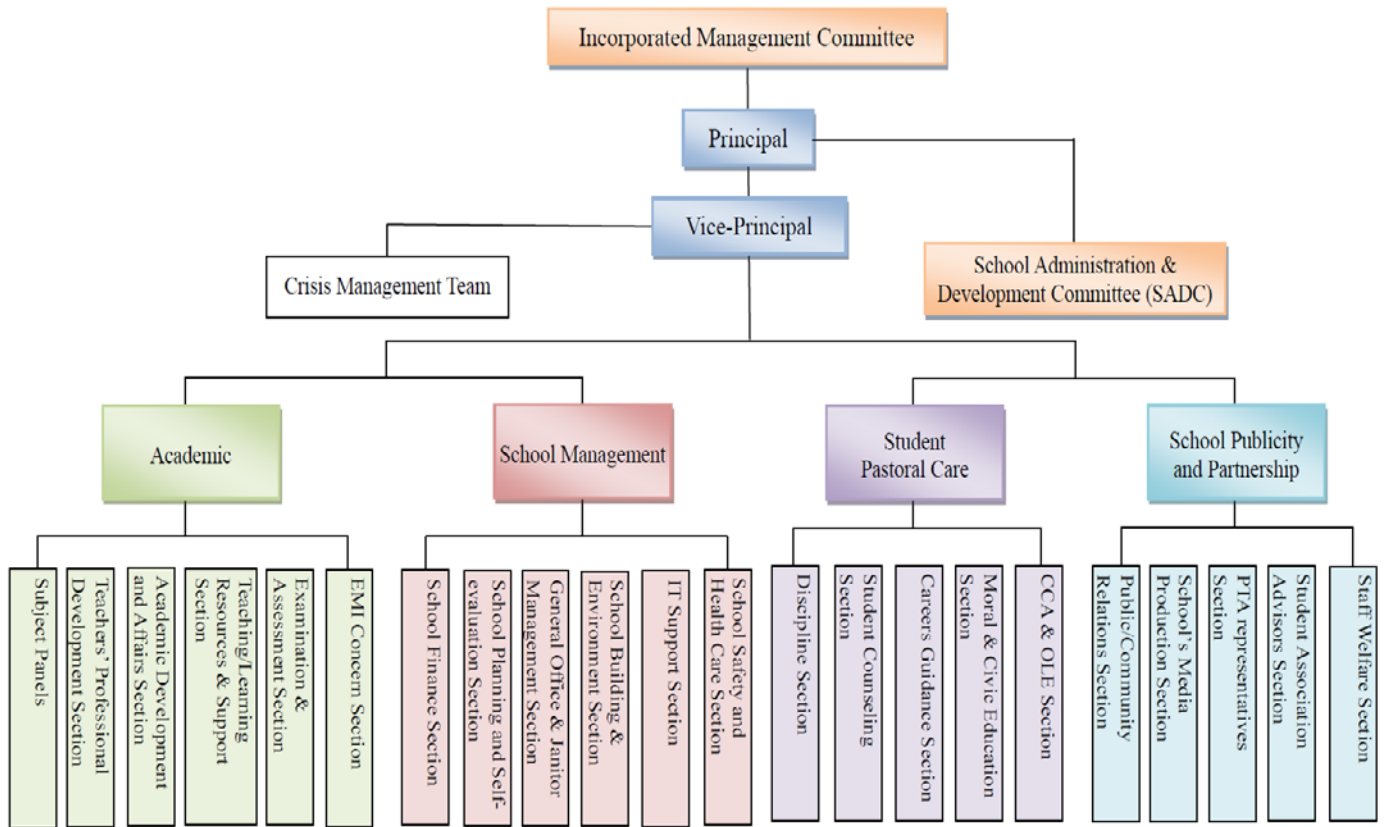 Incorporated Management Committee
Principal
Vice-Principal
Crisis Management Team
School Administration &
Development Committee (SADC)
Academic
School Management
Student
Pastoral Care
School Publicity
and Partnership
Subject Panels
Teachers' Professional
Development Section
Academic Development
and Affairs Section
Teaching/Learning
Resources & Support
Section
Examination &
Assessment Section
EMI Concern Section
School Finance Section
School Planning and Self-
evaluation Section
General Office & Janitor
Management Section
School Building &
Environment Section
IT Support Section
School Safety and
Health Care Section
Discipline Section
Student Counseling
Section
Careers Guidance Section
Moral & Civic Education
Section
CCA & OLE Section
Public/Community
Relations Section
School's Media
Production Section
PTA representatives
Section
Student Association
Advisors Section
Staff Welfare Section